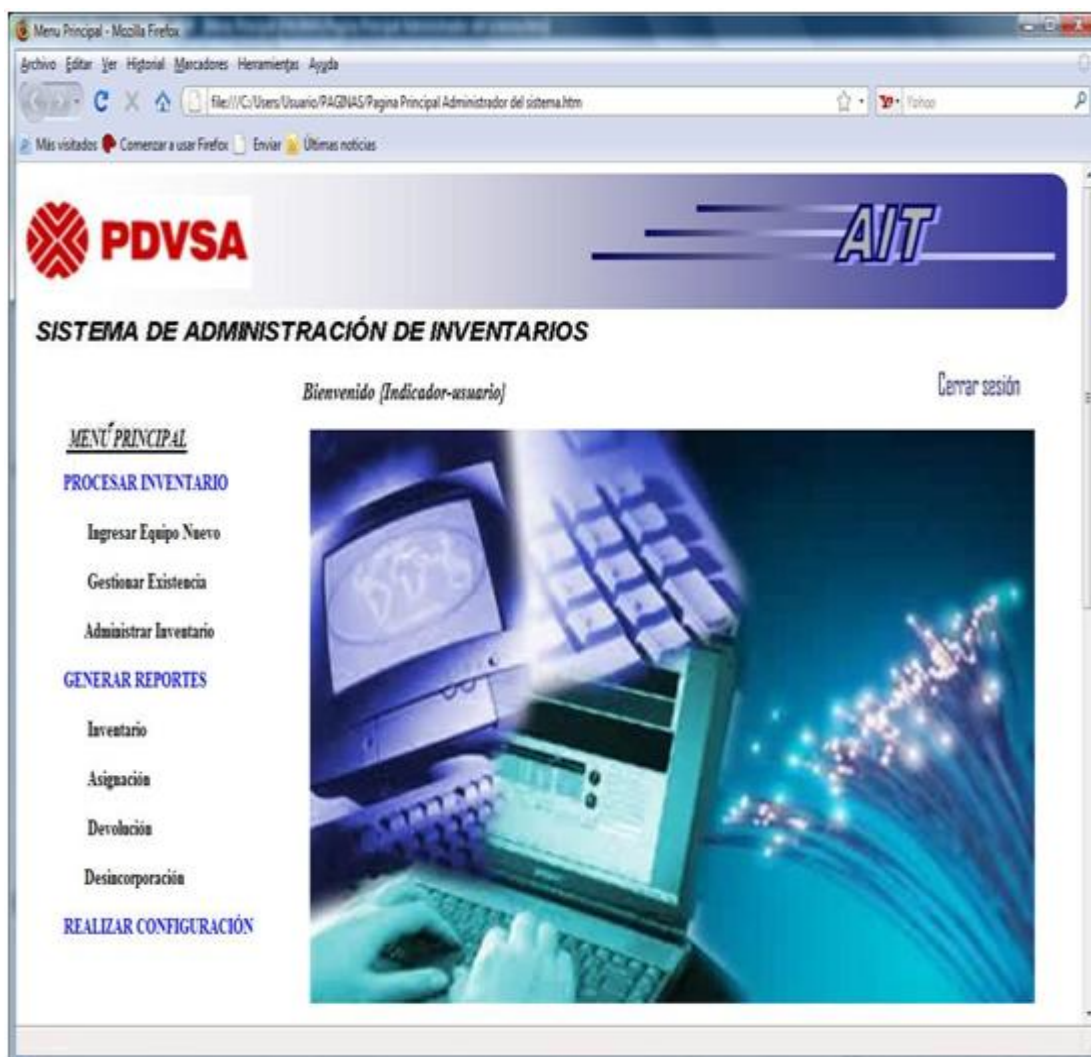 Menu Principal - Mozilla Firefox
Archivo Editar Ver Historial Marcadores Herramientas Ayuda
file:///C:/Users/Usuario/PAGINAS/Pagina Principal Administrador del sistema.htm
Yahoo
Más visitados Comenzar a usar Firefox Enviar Últimas noticias
PDVSA
AIT
SISTEMA DE ADMINISTRACIÓN DE INVENTARIOS
Bienvenido {Indicador-usuario}
Cerrar sesión
MENÚ PRINCIPAL
PROCESAR INVENTARIO
Ingresar Equipo Nuevo
Gestionar Existencia
Administrar Inventario
GENERAR REPORTES
Inventario
Asignación
Devolución
Desincorporación
REALIZAR CONFIGURACIÓN